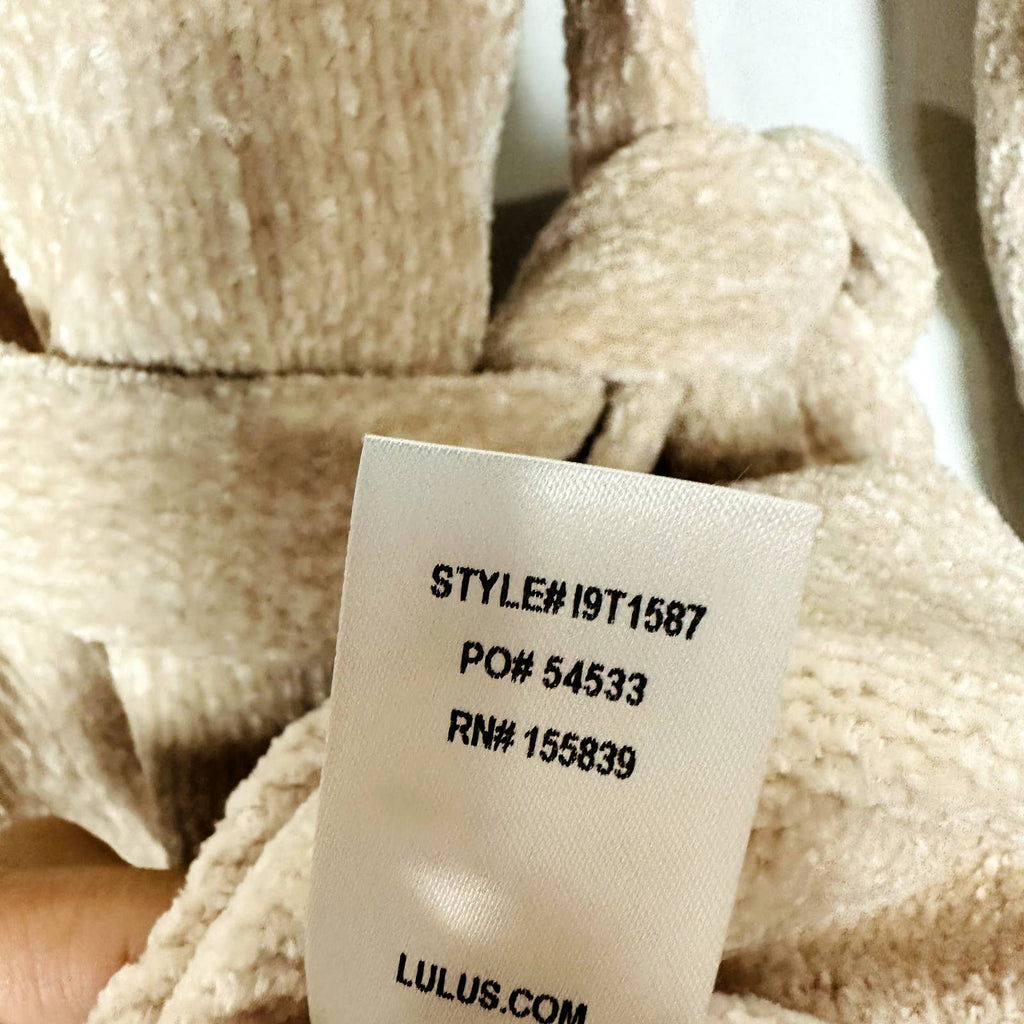 STYLE# I9T1587
PO# 54533
RN# 155839
LULUS.COM